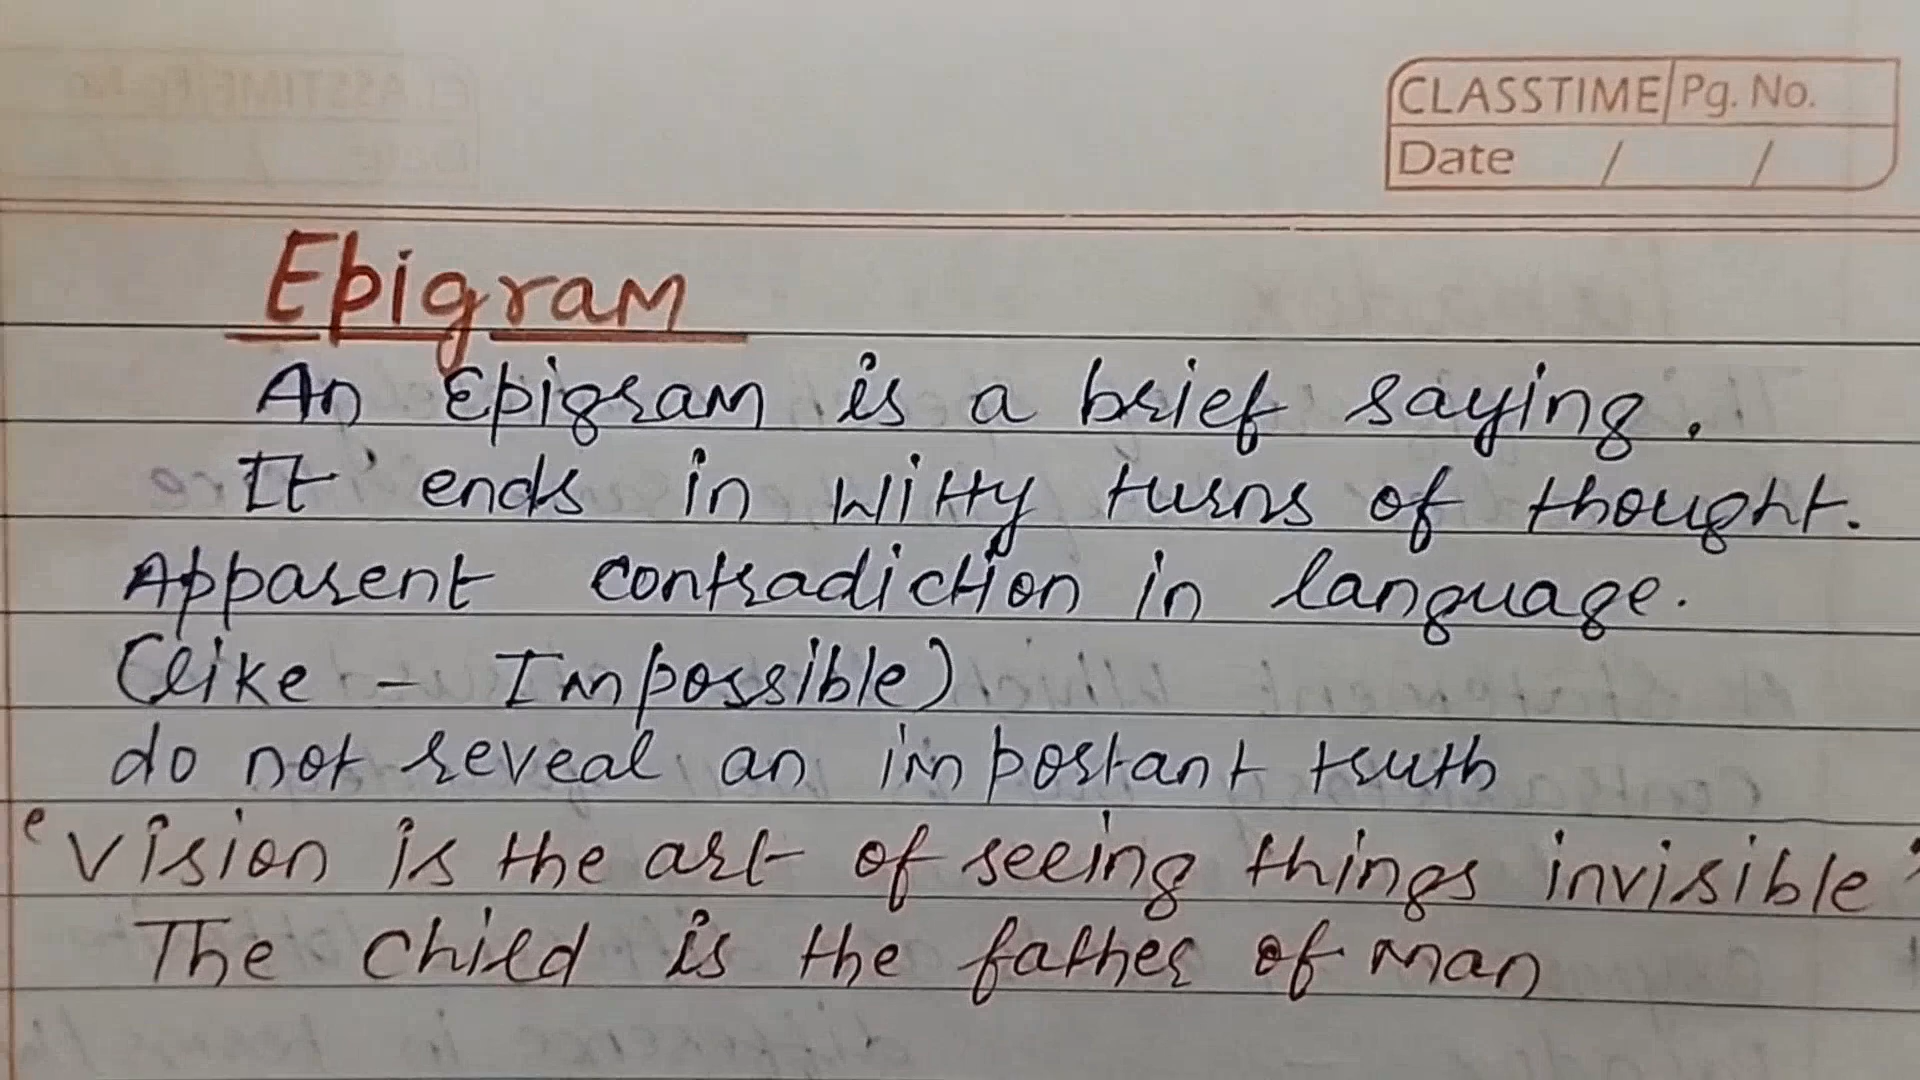 CLASSTIME Pg. No.
Date / /
Epigram
An Epigram is a brief saying.
It ends in witty turns of thought.
Apparent contradiction in language.
(like - Impossible)
do not reveal an important truth
'Vision is the art of seeing things invisible'
The child is the father of man